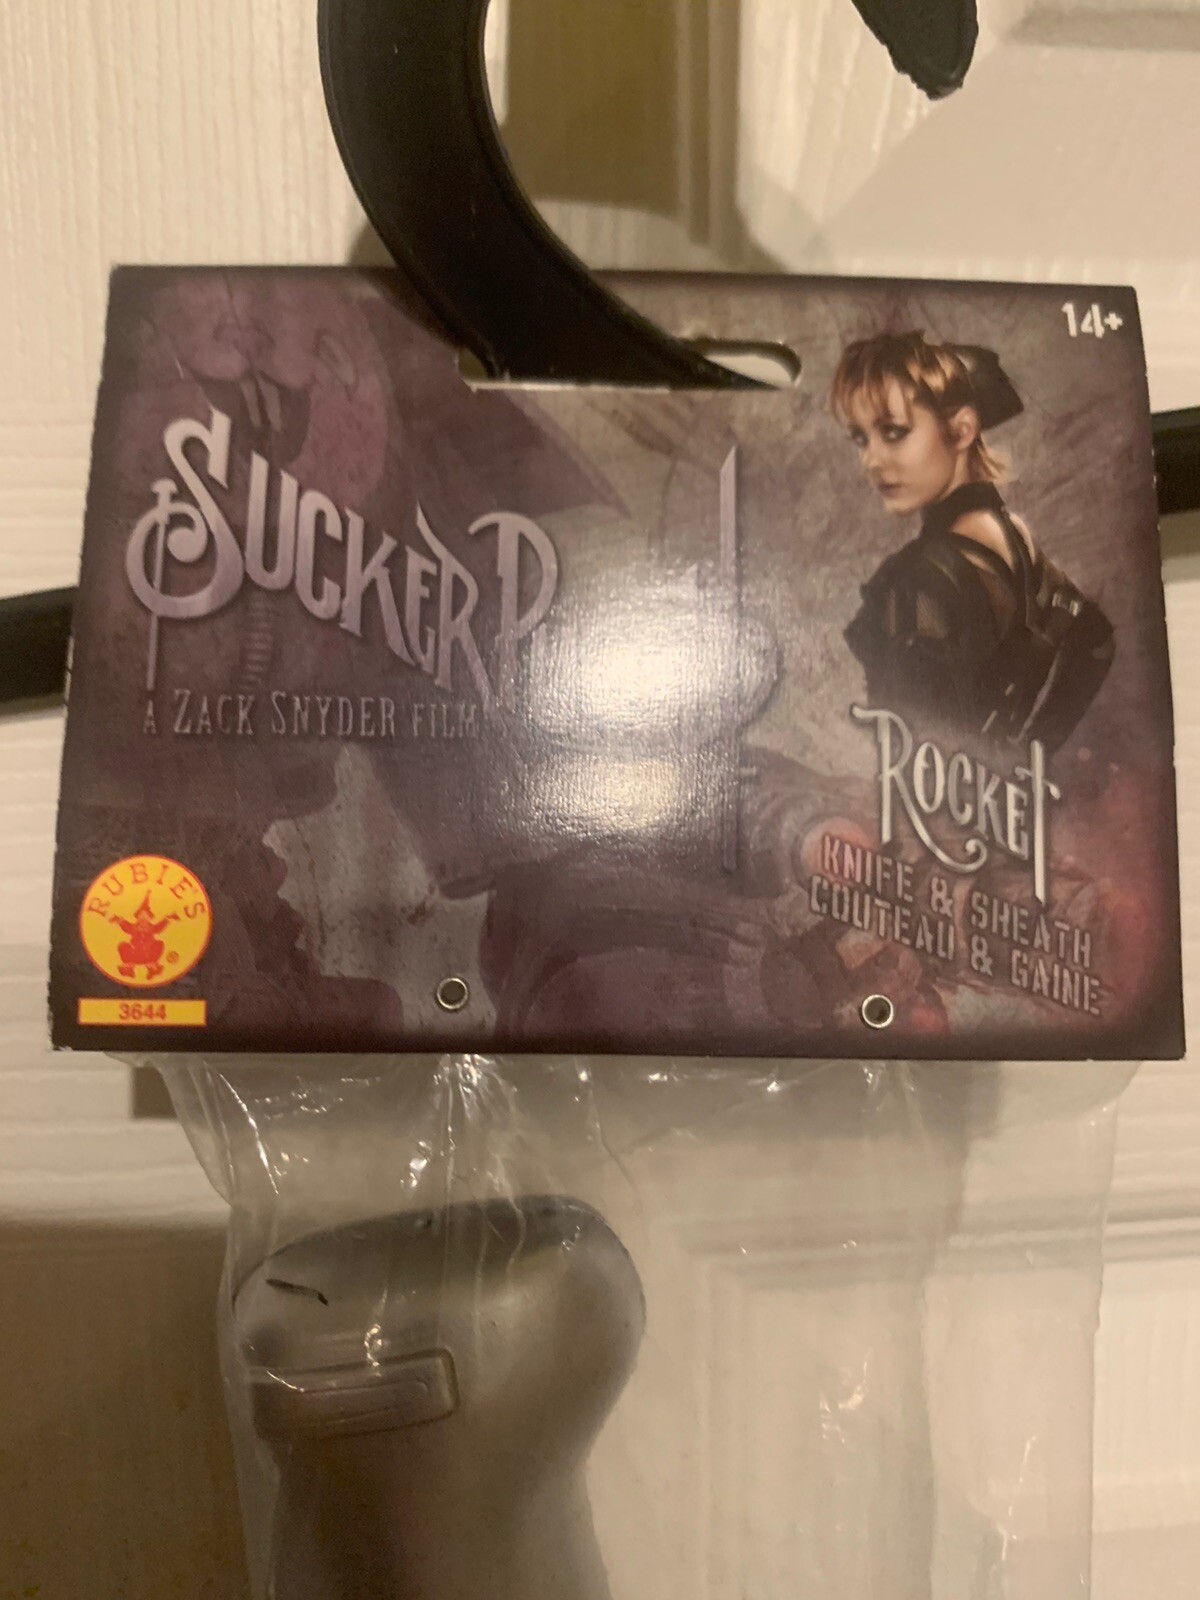 14+
SUCKER P
A ZACK SNYDER FILM
ROCKET
KNIFE & SHEATH
COUTEAU & GAINE
RUBIE'S
®
3644